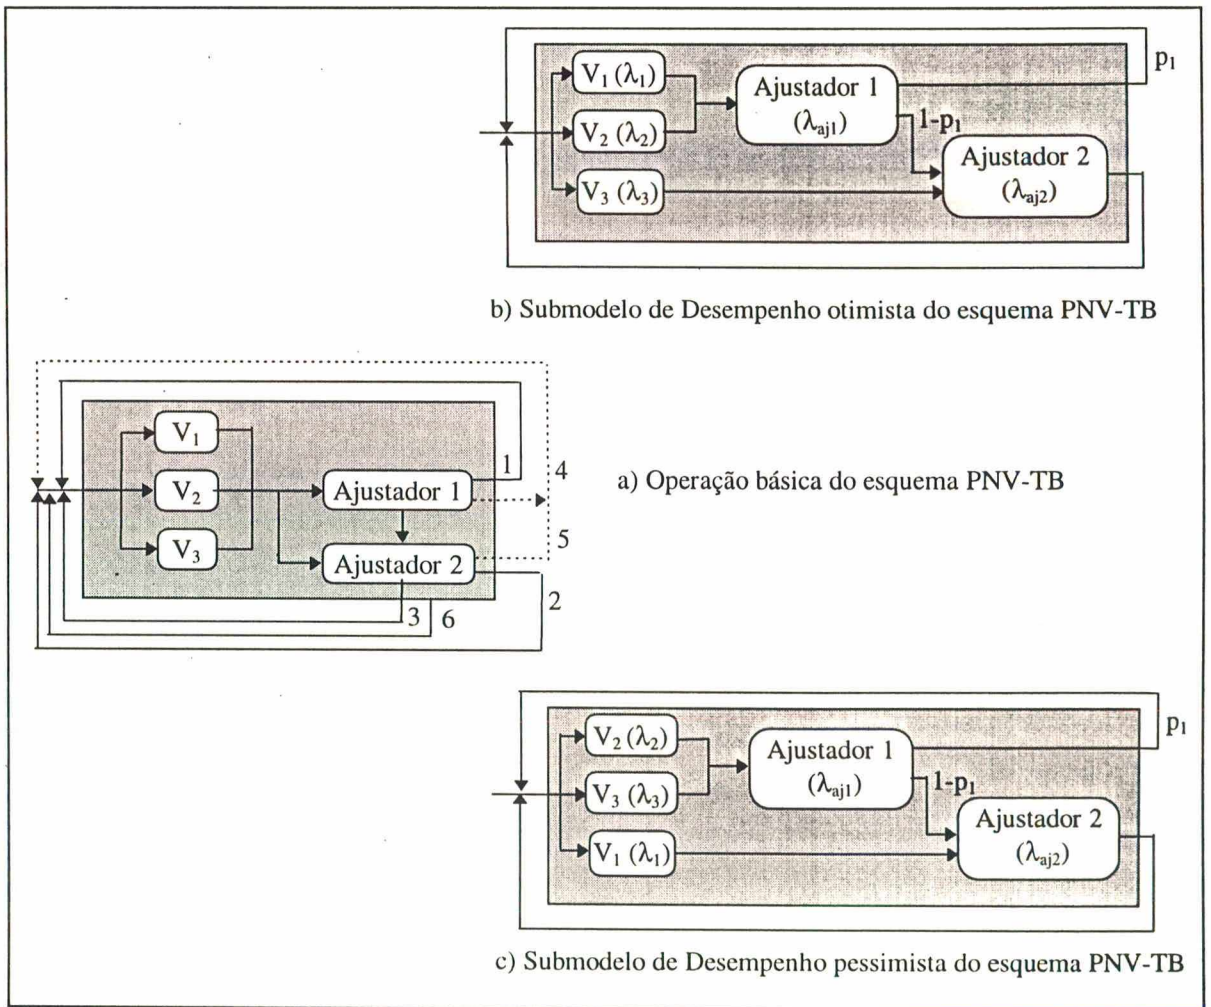 p₁
V₁ (λ₁)
Ajustador 1
(λaj1)
V₂ (λ₂)
1-p₁
Ajustador 2
(λaj2)
V₃ (λ₃)
b) Submodelo de Desempenho otimista do esquema PNV-TB
V₁
1
4
V₂
Ajustador 1
a) Operação básica do esquema PNV-TB
V₃
5
Ajustador 2
3
6
2
p₁
V₂ (λ₂)
Ajustador 1
(λaj1)
V₃ (λ₃)
1-p₁
Ajustador 2
(λaj2)
V₁ (λ₁)
c) Submodelo de Desempenho pessimista do esquema PNV-TB